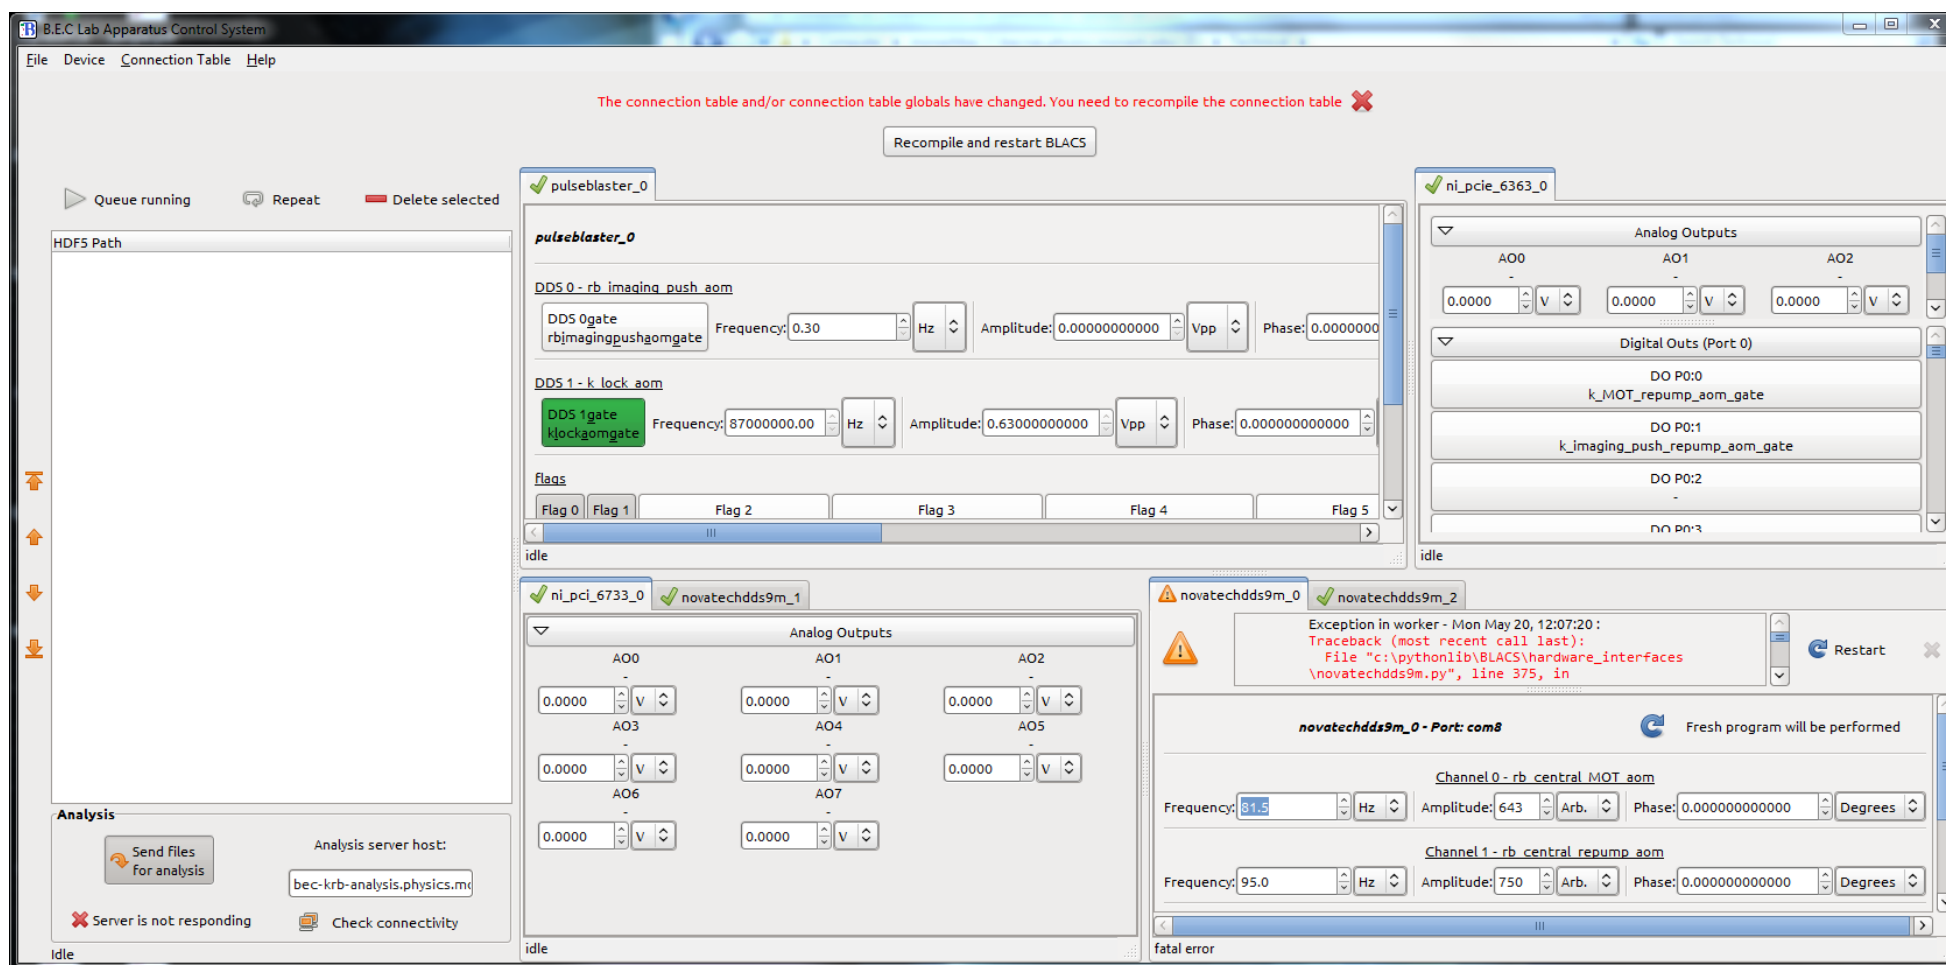 B.E.C Lab Apparatus Control System
File Device Connection Table Help
The connection table and/or connection table globals have changed. You need to recompile the connection table
Recompile and restart BLACS
Queue running Repeat Delete selected
HDF5 Path
Analysis
Send files
for analysis
Analysis server host:
bec-krb-analysis.physics.mo
Server is not responding
Check connectivity
Idle
pulseblaster_0
pulseblaster_0
DDS 0 - rb_imaging_push_aom
DDS 0gate
rbimagingpushaomgate
Frequency: 0.30 Hz Amplitude: 0.00000000000 Vpp Phase: 0.0000000
DDS 1 - k_lock_aom
DDS 1gate
klockaomgate
Frequency: 87000000.00 Hz Amplitude: 0.63000000000 Vpp Phase: 0.000000000000
flags
Flag 0 Flag 1 Flag 2 Flag 3 Flag 4 Flag 5
idle
ni_pcie_6363_0
Analog Outputs
AO0 AO1 AO2
- - -
0.0000 V 0.0000 V 0.0000 V
Digital Outs (Port 0)
DO P0:0
k_MOT_repump_aom_gate
DO P0:1
k_imaging_push_repump_aom_gate
DO P0:2
-
DO P0:3
idle
ni_pci_6733_0 novatechdds9m_1
Analog Outputs
AO0 AO1 AO2
- - -
0.0000 V 0.0000 V 0.0000 V
AO3 AO4 AO5
- - -
0.0000 V 0.0000 V 0.0000 V
AO6 AO7
- -
0.0000 V 0.0000 V
idle
novatechdds9m_0 novatechdds9m_2
Exception in worker - Mon May 20, 12:07:20 :
Traceback (most recent call last):
File "c:\pythonlib\BLACS\hardware_interfaces
\novatechdds9m.py", line 375, in
Restart
novatechdds9m_0 - Port: com8 Fresh program will be performed
Channel 0 - rb_central_MOT_aom
Frequency: 81.5 Hz Amplitude: 643 Arb. Phase: 0.000000000000 Degrees
Channel 1 - rb_central_repump_aom
Frequency: 95.0 Hz Amplitude: 750 Arb. Phase: 0.000000000000 Degrees
fatal error